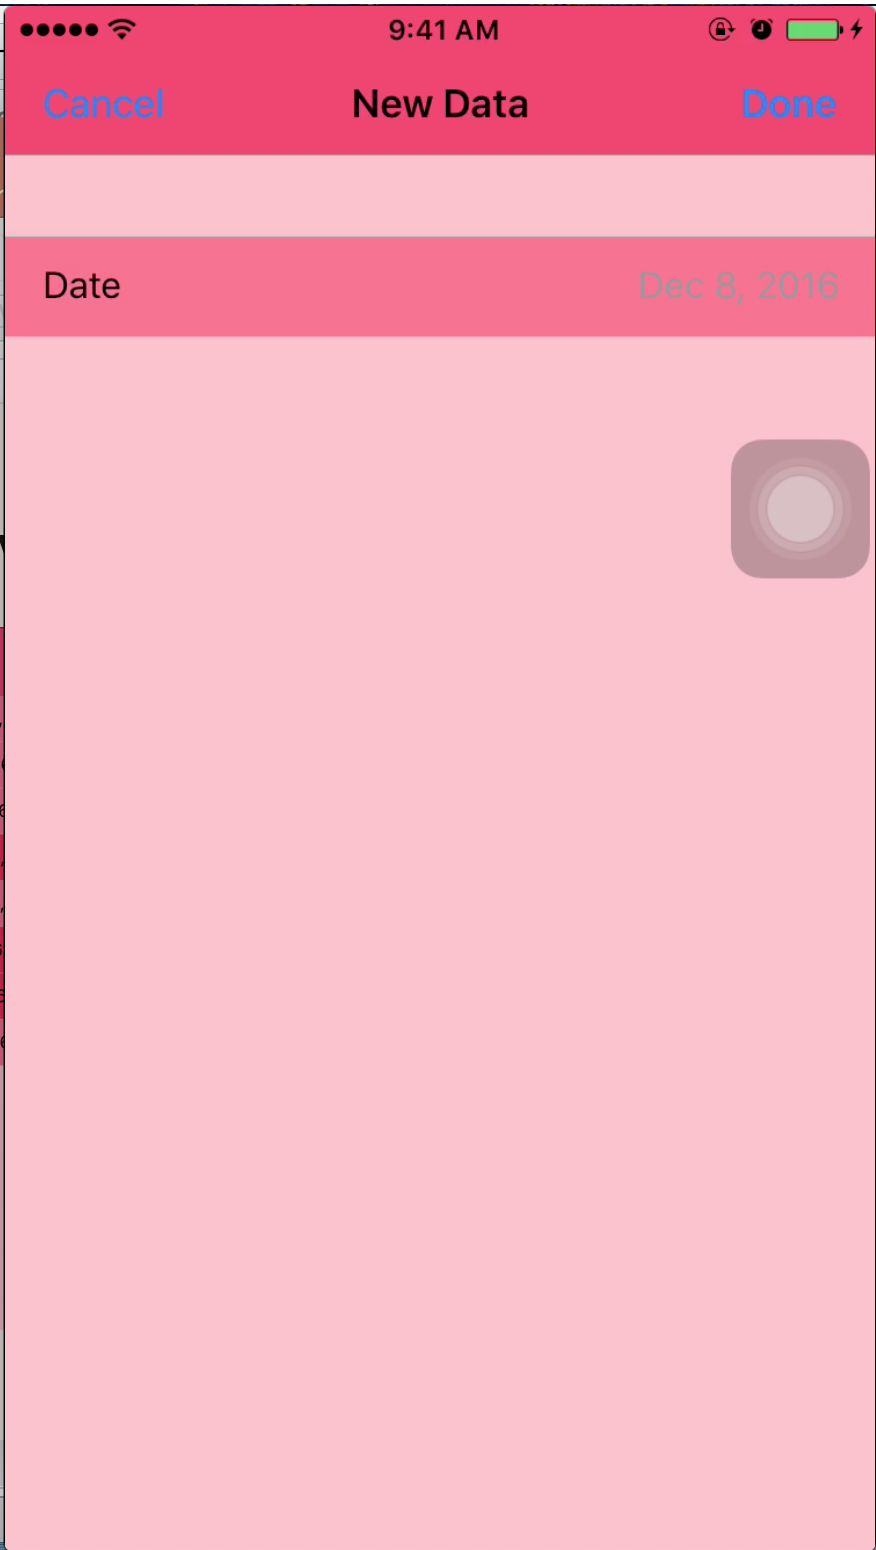 9:41 AM
Cancel New Data Done
Date Dec 8, 2016